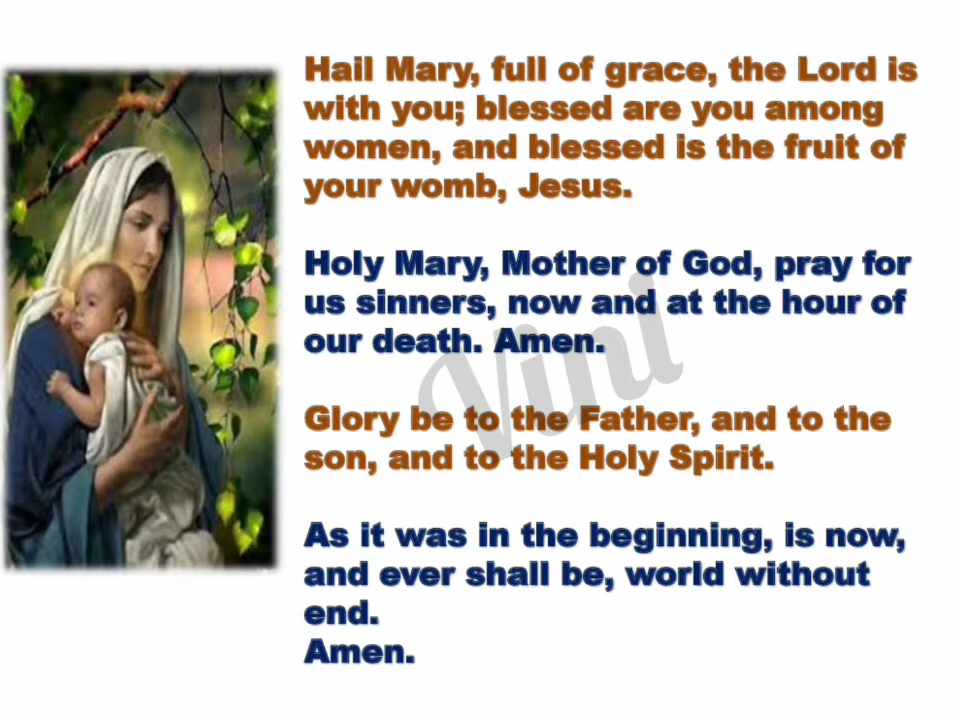 Hail Mary, full of grace, the Lord is
with you; blessed are you among
women, and blessed is the fruit of
your womb, Jesus.
Holy Mary, Mother of God, pray for
us sinners, now and at the hour of
our death. Amen.
Vini
Glory be to the Father, and to the
son, and to the Holy Spirit.
As it was in the beginning, is now,
and ever shall be, world without
end.
Amen.